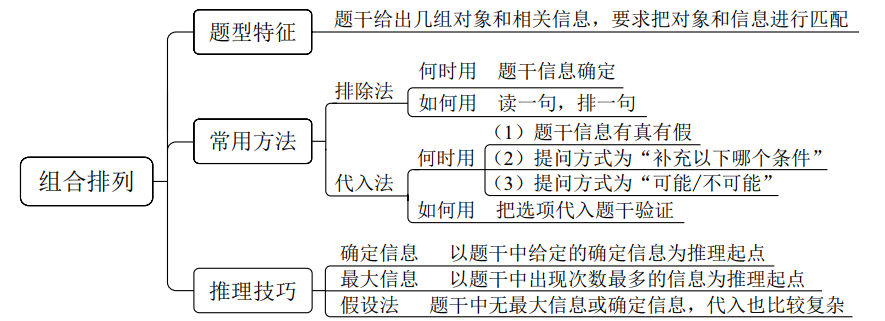 组合排列
题型特征
题干给出几组对象和相关信息，要求把对象和信息进行匹配
常用方法
排除法
何时用 题干信息确定
如何用 读一句，排一句
代入法
何时用
（1）题干信息有真有假
（2）提问方式为“补充以下哪个条件”
（3）提问方式为“可能/不可能”
如何用 把选项代入题干验证
推理技巧
确定信息 以题干中给定的确定信息为推理起点
最大信息 以题干中出现次数最多的信息为推理起点
假设法 题干中无最大信息或确定信息，代入也比较复杂